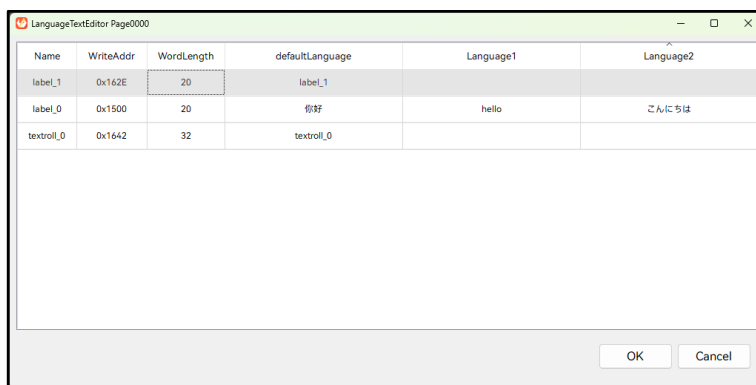 LanguageTextEditor Page0000
Name WriteAddr WordLength defaultLanguage Language1 Language2
label_1 0x162E 20 label_1
label_0 0x1500 20 你好 hello こんにちは
textroll_0 0x1642 32 textroll_0
OK Cancel